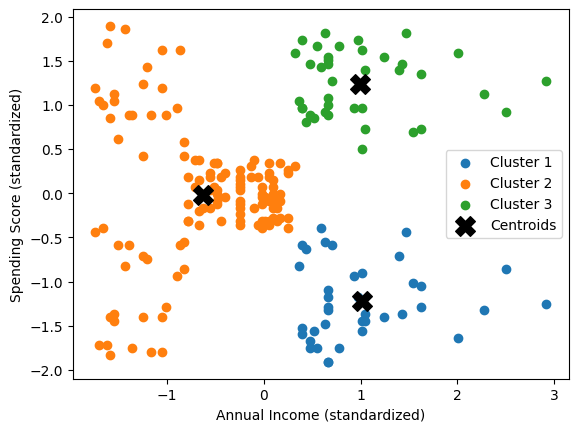 2.0
1.5
1.0
0.5
0.0
−0.5
−1.0
−1.5
−2.0
Spending Score (standardized)
Cluster 1
Cluster 2
Cluster 3
Centroids
−1
0
1
2
3
Annual Income (standardized)